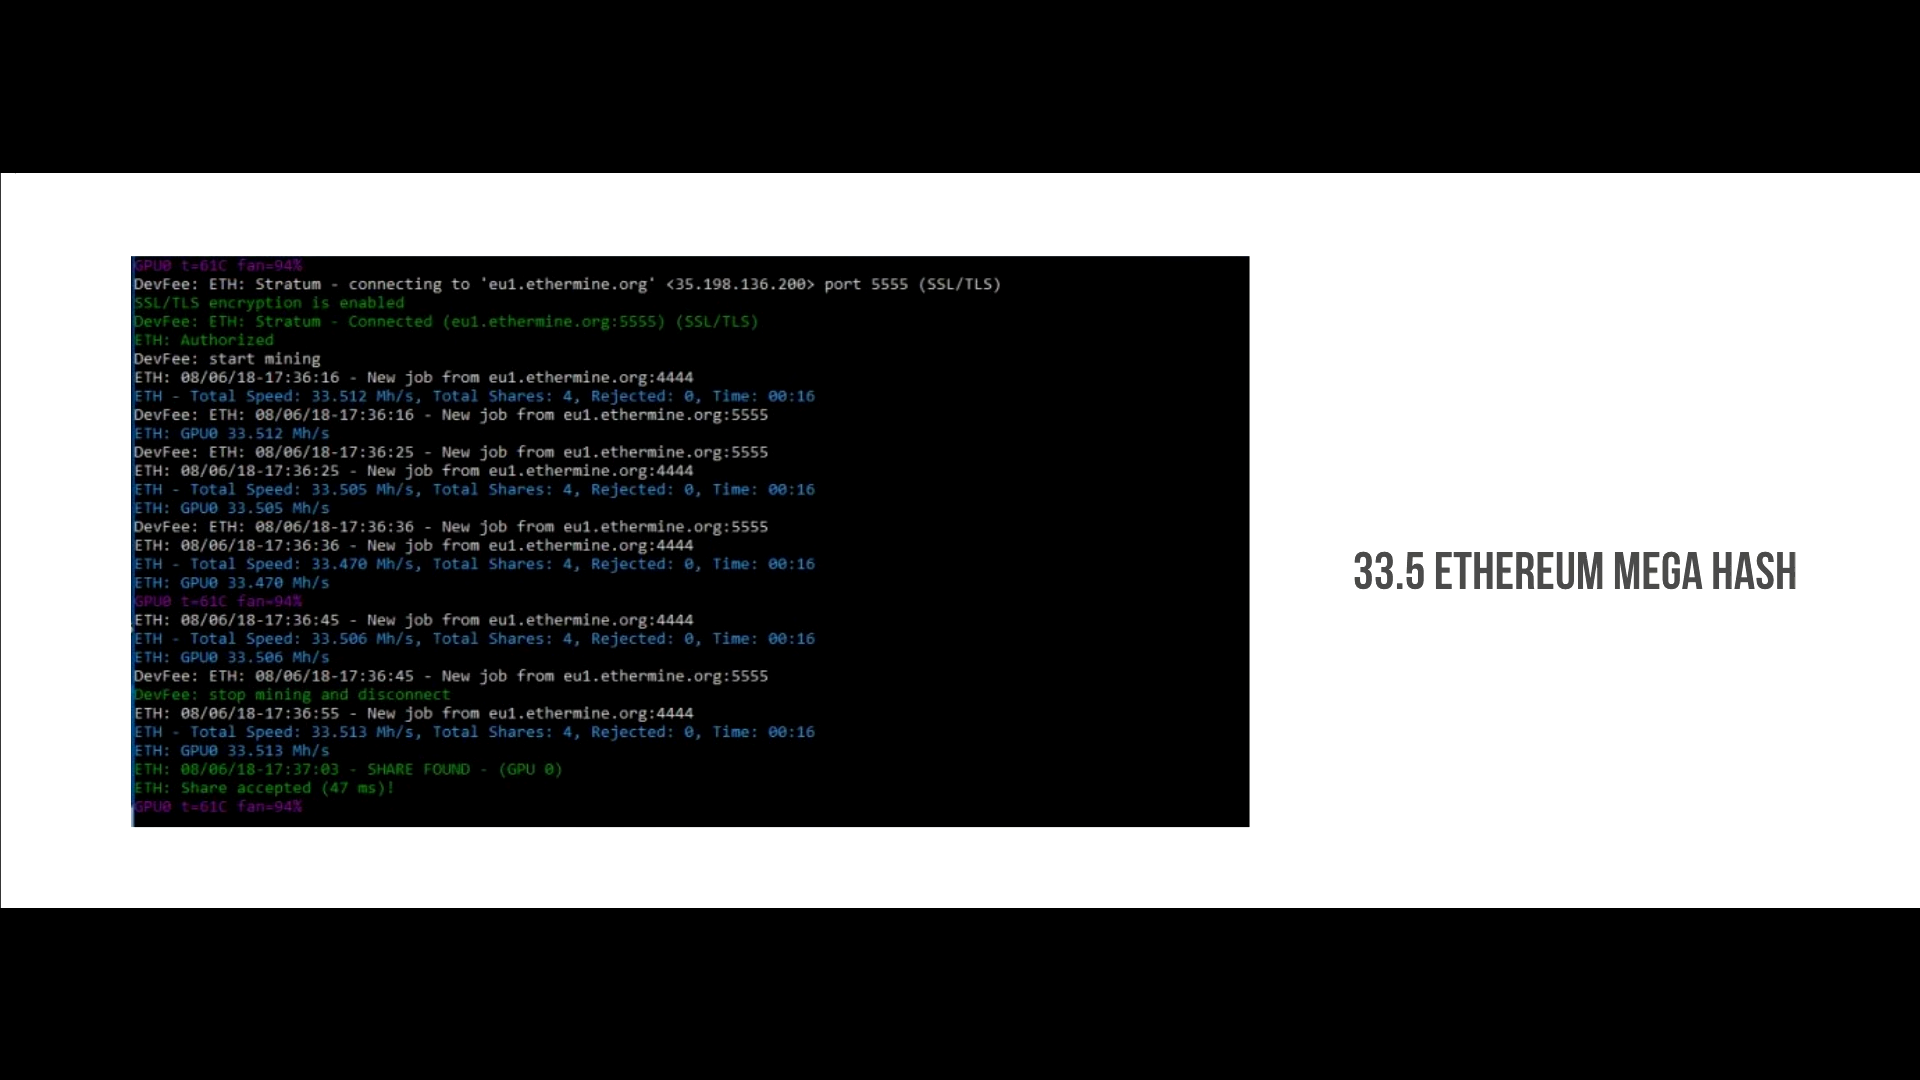 GPU0 t=61C fan=94%
DevFee: ETH: Stratum - connecting to 'eu1.ethermine.org' <35.198.136.200> port 5555 (SSL/TLS)
SSL/TLS encryption is enabled
DevFee: ETH: Stratum - Connected (eu1.ethermine.org:5555) (SSL/TLS)
ETH: Authorized
DevFee: start mining
ETH: 08/06/18-17:36:16 - New job from eu1.ethermine.org:4444
ETH - Total Speed: 33.512 Mh/s, Total Shares: 4, Rejected: 0, Time: 00:16
DevFee: ETH: 08/06/18-17:36:16 - New job from eu1.ethermine.org:5555
ETH: GPU0 33.512 Mh/s
DevFee: ETH: 08/06/18-17:36:25 - New job from eu1.ethermine.org:5555
ETH: 08/06/18-17:36:25 - New job from eu1.ethermine.org:4444
ETH - Total Speed: 33.505 Mh/s, Total Shares: 4, Rejected: 0, Time: 00:16
ETH: GPU0 33.505 Mh/s
DevFee: ETH: 08/06/18-17:36:36 - New job from eu1.ethermine.org:5555
ETH: 08/06/18-17:36:36 - New job from eu1.ethermine.org:4444
ETH - Total Speed: 33.470 Mh/s, Total Shares: 4, Rejected: 0, Time: 00:16
ETH: GPU0 33.470 Mh/s
GPU0 t=61C fan=94%
ETH: 08/06/18-17:36:45 - New job from eu1.ethermine.org:4444
ETH - Total Speed: 33.506 Mh/s, Total Shares: 4, Rejected: 0, Time: 00:16
ETH: GPU0 33.506 Mh/s
DevFee: ETH: 08/06/18-17:36:45 - New job from eu1.ethermine.org:5555
DevFee: stop mining and disconnect
ETH: 08/06/18-17:36:55 - New job from eu1.ethermine.org:4444
ETH - Total Speed: 33.513 Mh/s, Total Shares: 4, Rejected: 0, Time: 00:16
ETH: GPU0 33.513 Mh/s
ETH: 08/06/18-17:37:03 - SHARE FOUND - (GPU 0)
ETH: Share accepted (47 ms)!
GPU0 t=61C fan=94%
33.5 ETHEREUM MEGA HASH